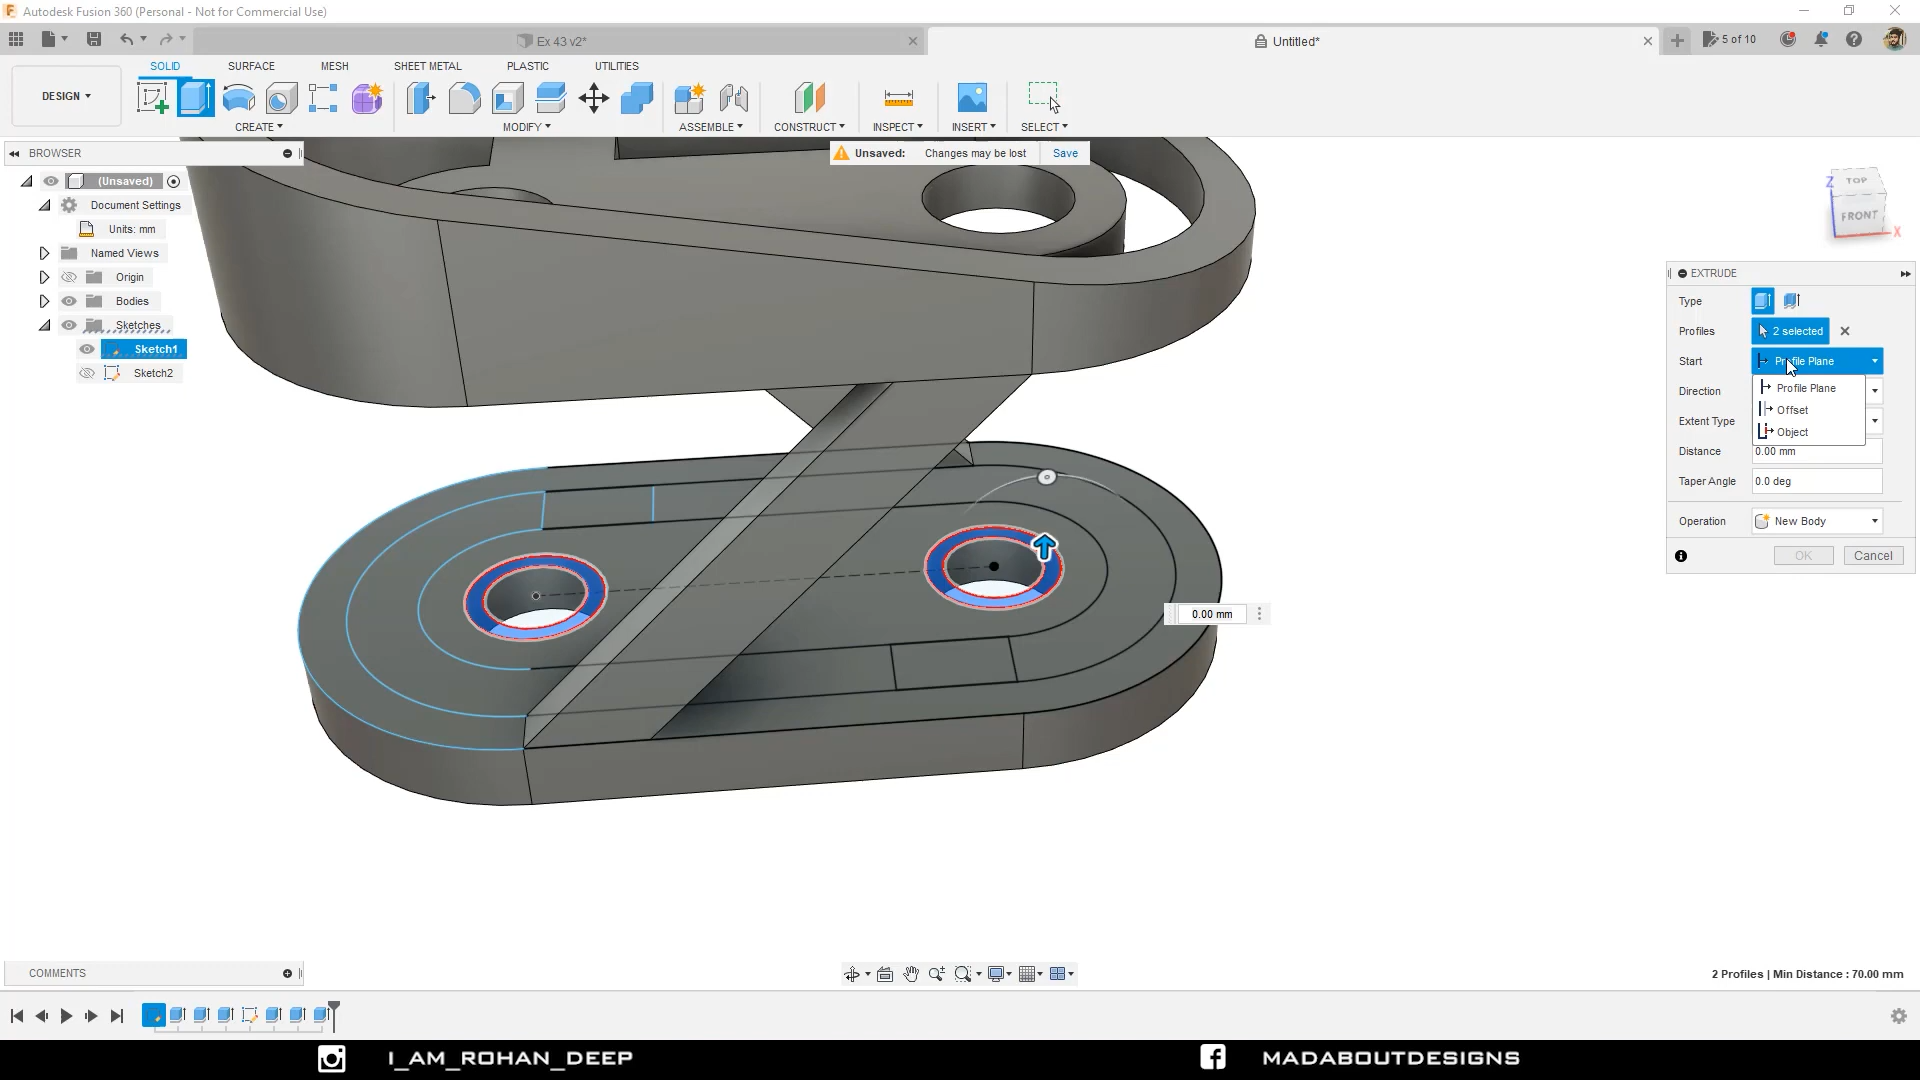 Autodesk Fusion 360 (Personal - Not for Commercial Use)
Ex 43 v2*
Untitled*
5 of 10
DESIGN
SOLID
SURFACE
MESH
SHEET METAL
PLASTIC
UTILITIES
CREATE
MODIFY
ASSEMBLE
CONSTRUCT
INSPECT
INSERT
SELECT
BROWSER
Unsaved: Changes may be lost Save
(Unsaved)
Document Settings
Units: mm
Named Views
Origin
Bodies
Sketches
Sketch1
Sketch2
TOP
FRONT
Z
X
EXTRUDE
Type
Profiles 2 selected
Start Profile Plane
Profile Plane
Direction
Offset
Extent Type
Object
Distance 0.00 mm
Taper Angle 0.0 deg
Operation New Body
OK Cancel
0.00 mm
COMMENTS
2 Profiles | Min Distance : 70.00 mm
I_AM_ROHAN_DEEP
MADABOUTDESIGNS